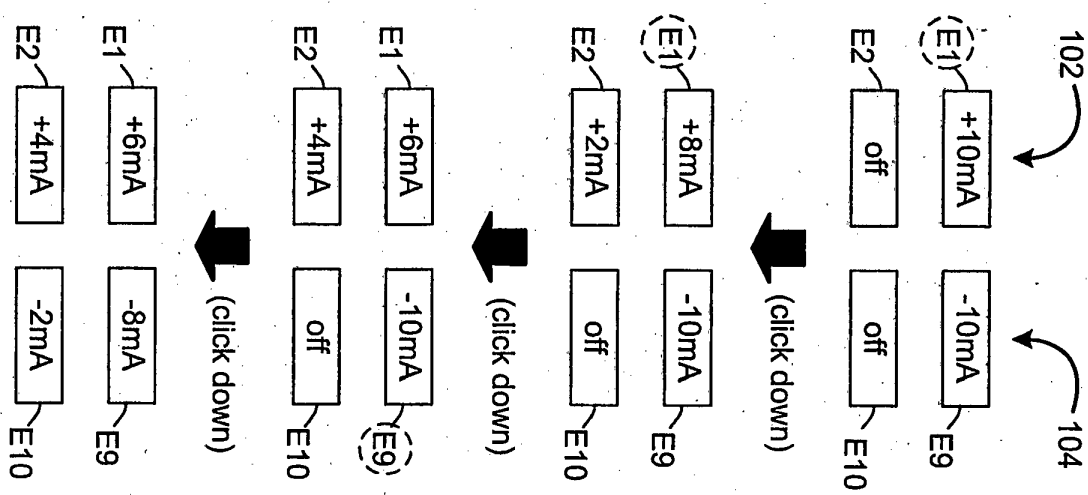 102 104
E1 +10mA -10mA E9
E2 off off E10
(click down)
E1 +8mA -10mA E9
E2 +2mA off E10
(click down)
E1 +6mA -10mA E9
E2 +4mA off E10
(click down)
E1 +6mA -8mA E9
E2 +4mA -2mA E10